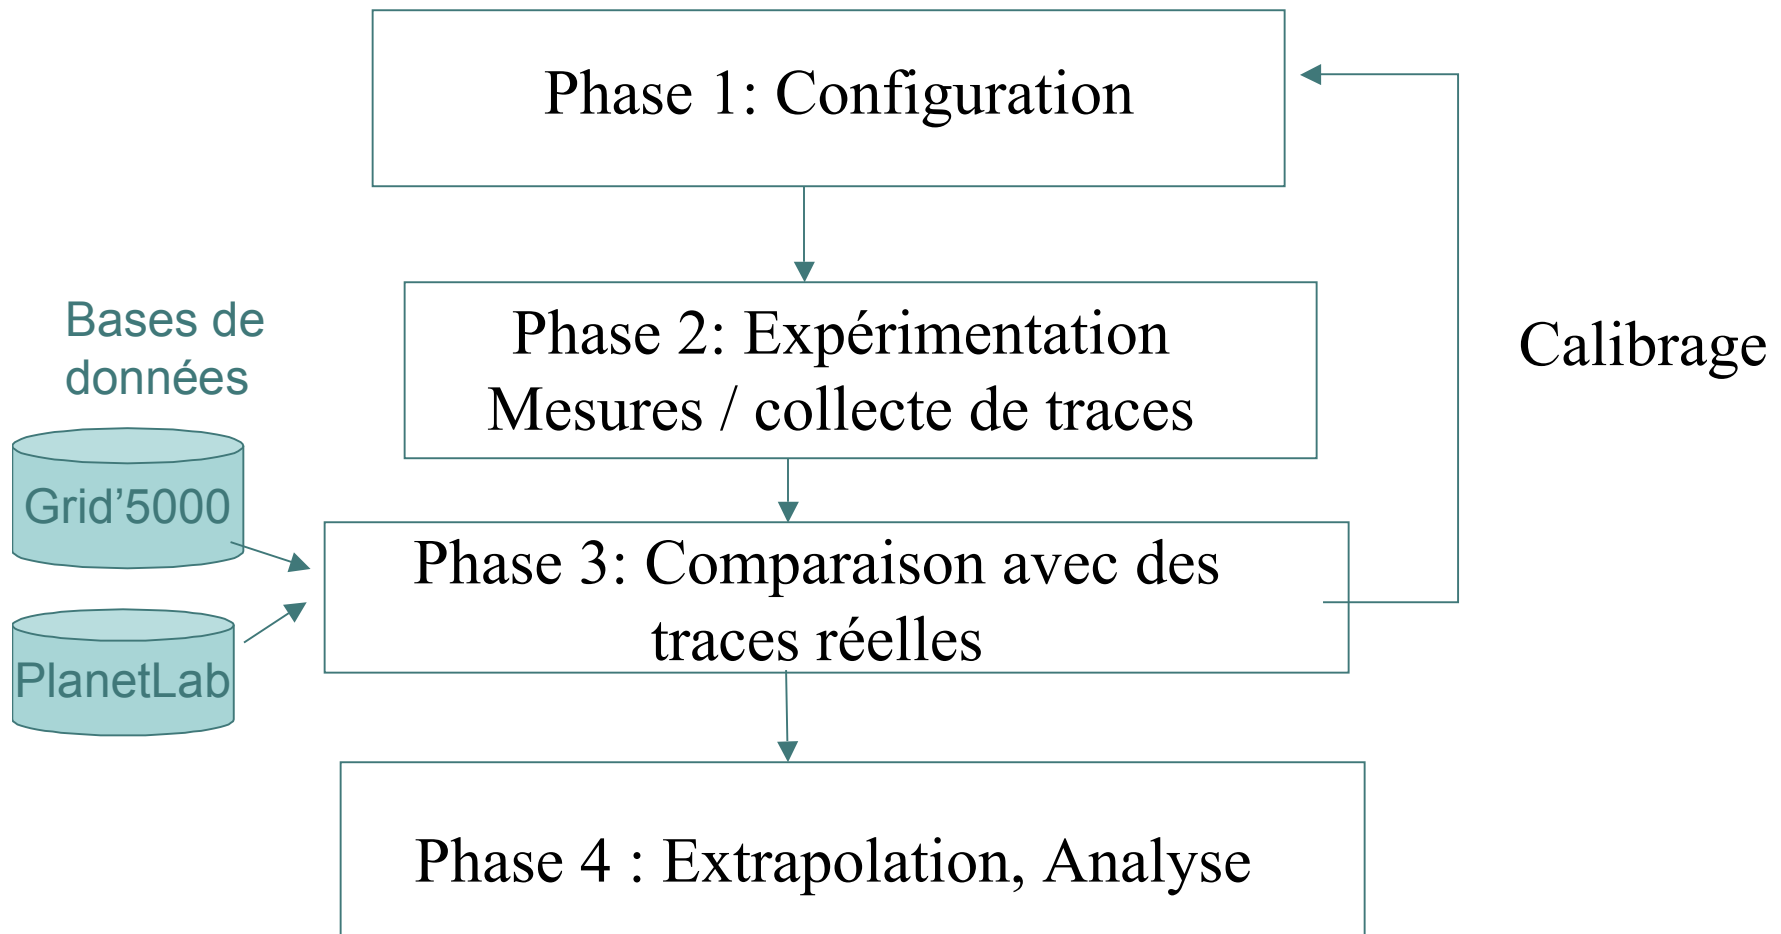 Phase 1: Configuration
Phase 2: Expérimentation
Mesures / collecte de traces
Calibrage
Bases de
données
Grid’5000
PlanetLab
Phase 3: Comparaison avec des
traces réelles
Phase 4 : Extrapolation, Analyse